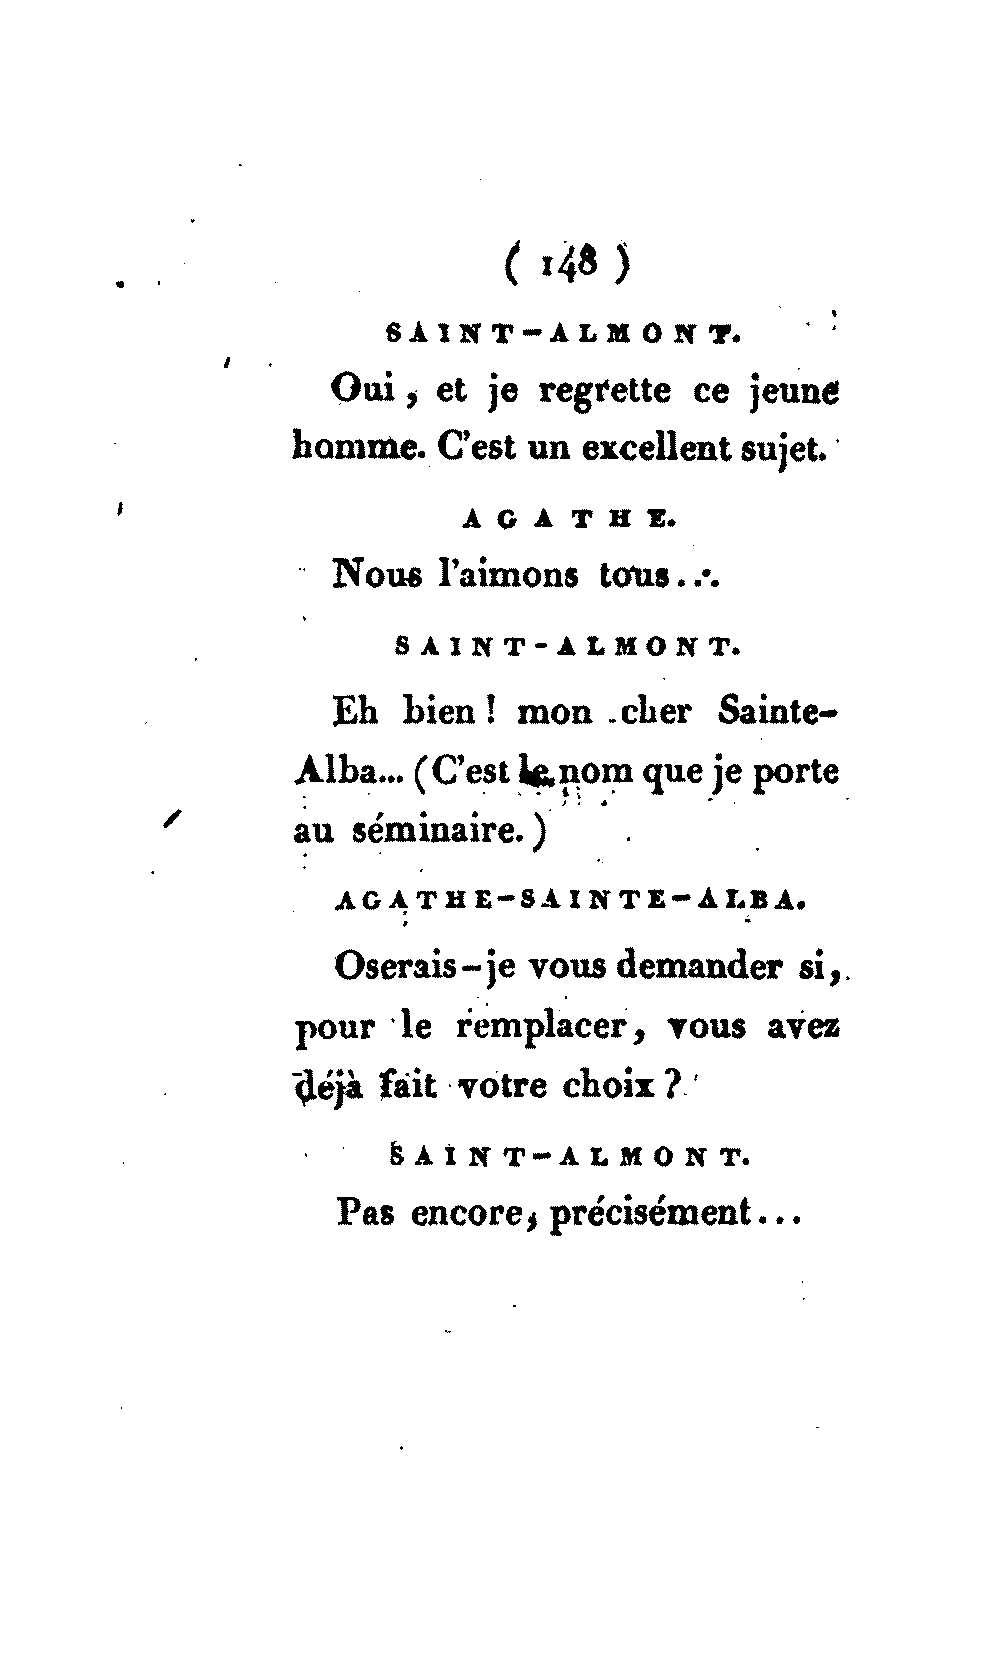 ( 148 )
SAINT-ALMONT.
Oui, et je regrette ce jeune
homme. C'est un excellent sujet.
AGATHE.
Nous l'aimons tous...
SAINT-ALMONT.
Eh bien ! mon cher Sainte-
Alba... (C'est le nom que je porte
au séminaire.)
AGATHE-SAINTE-ALBA.
Oserais-je vous demander si,
pour le remplacer, vous avez
déjà fait votre choix ?
SAINT-ALMONT.
Pas encore, précisément...